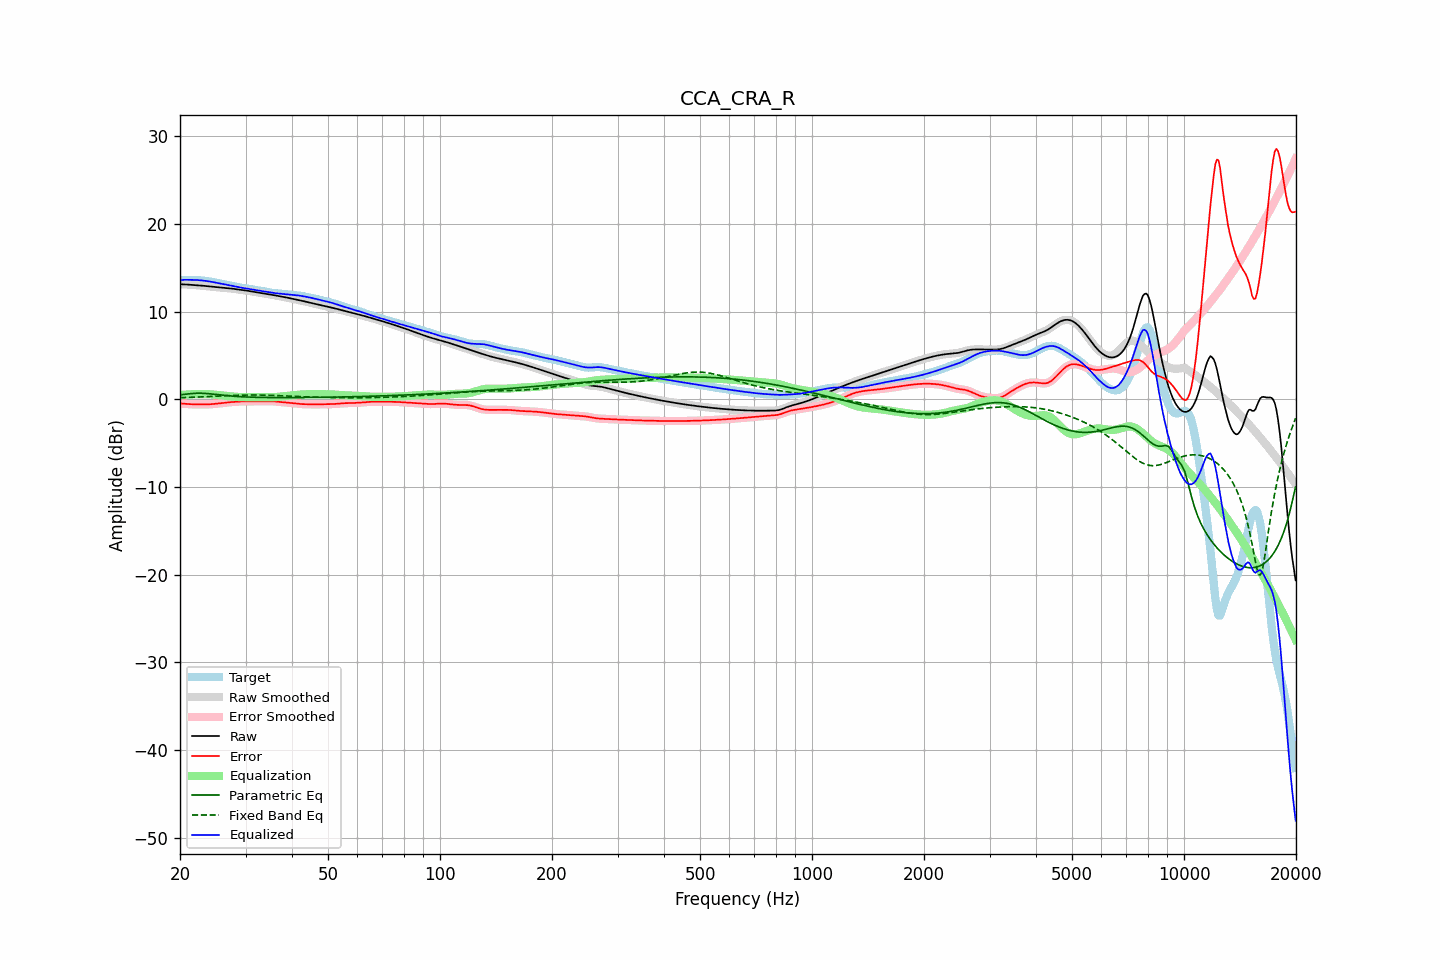 CCA_CRA_R
30
20
10
0
−10
−20
−30
−40
−50
Amplitude (dBr)
Target
Raw Smoothed
Error Smoothed
Raw
Error
Equalization
Parametric Eq
Fixed Band Eq
Equalized
20 50 100 200 500 1000 2000 5000 10000 20000
Frequency (Hz)